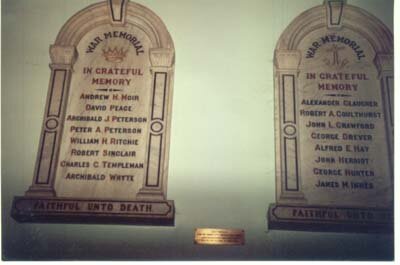 WAR MEMORIAL
IN GRATEFUL
MEMORY
ANDREW H. MOIR
DAVID PEACE
ARCHIBALD J. PETERSON
PETER A. PETERSON
WILLIAM H. RITCHIE
ROBERT SINCLAIR
CHARLES C. TEMPLEMAN
ARCHIBALD WHYTE
FAITHFUL UNTO DEATH
WAR MEMORIAL
IN GRATEFUL
MEMORY
ALEXANDER
ROBERT A. COULTHURST
JOHN L. CRAWFORD
GEORGE DREVER
ALFRED E. HAY
JOHN HERIOT
GEORGE HUNTER
JAMES M. INNES
FAITHFUL UNTO